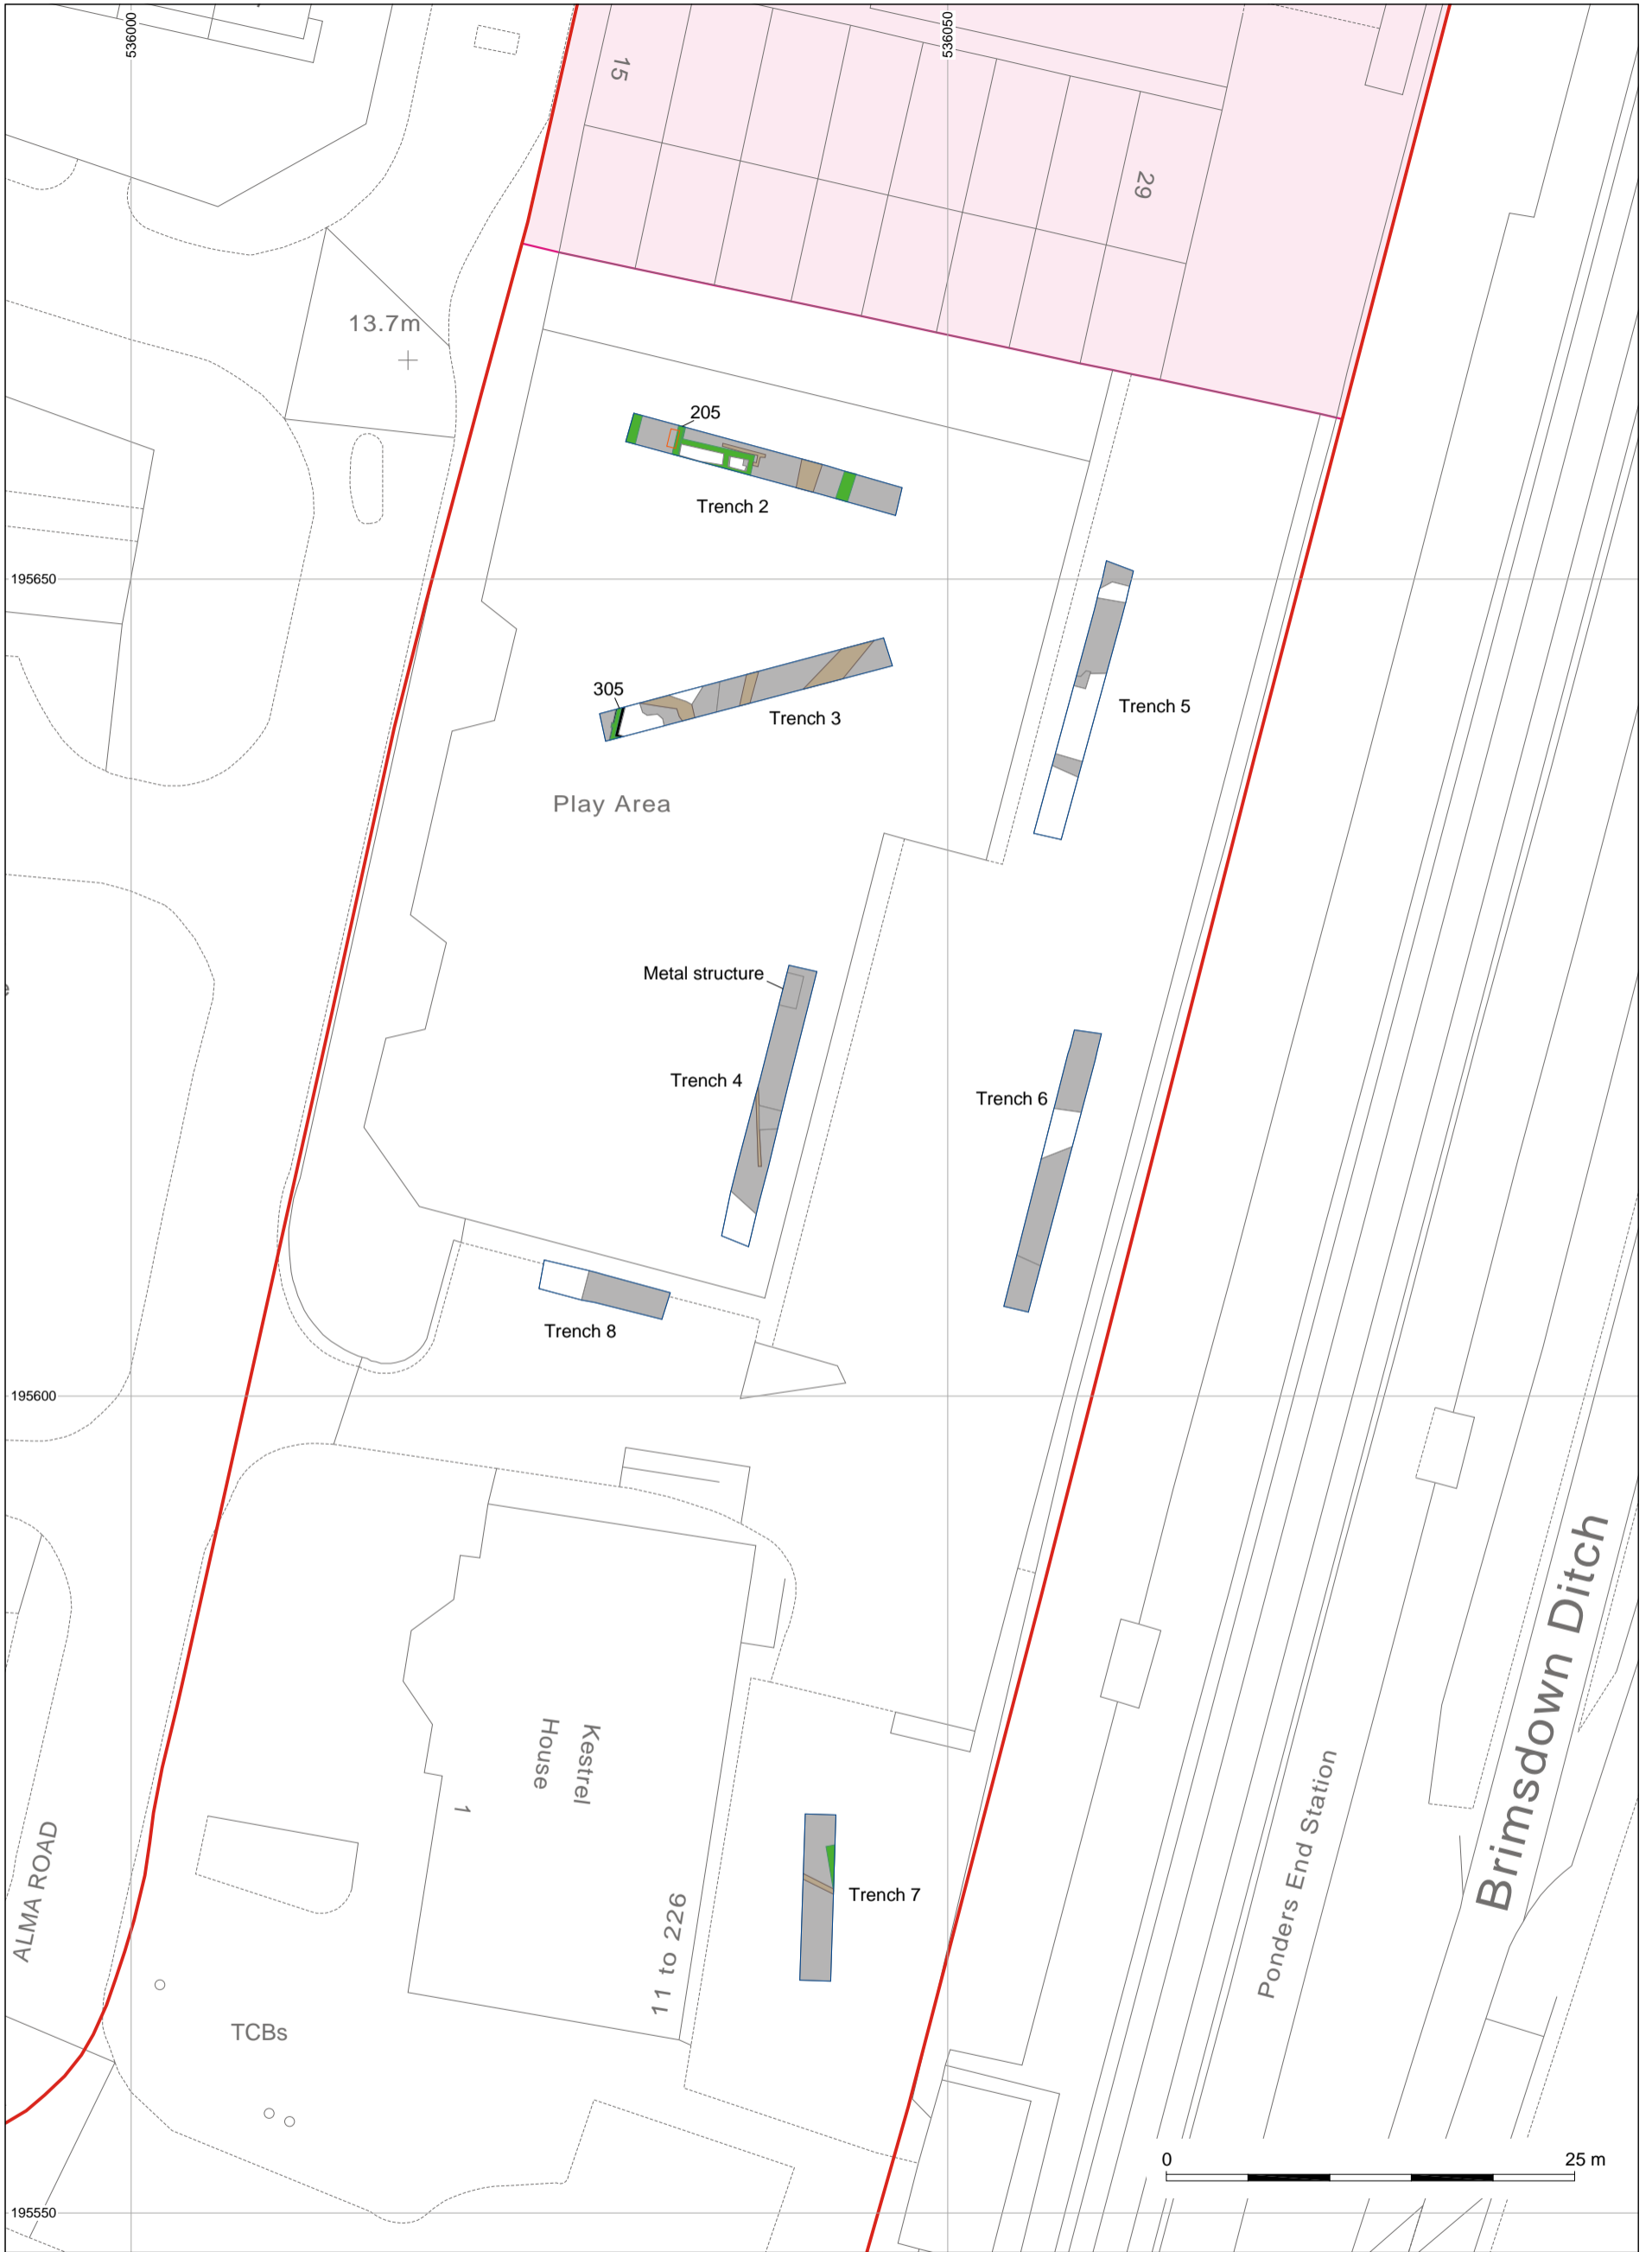 536000
536050
15
29
13.7m
205
Trench 2
195650
305
Trench 3
Trench 5
Play Area
Metal structure
Trench 4
Trench 6
Trench 8
195600
Brimsdown Ditch
Kestrel
House
1
Ponders End Station
ALMA ROAD
11 to 226
Trench 7
TCBs
0
25 m
195550